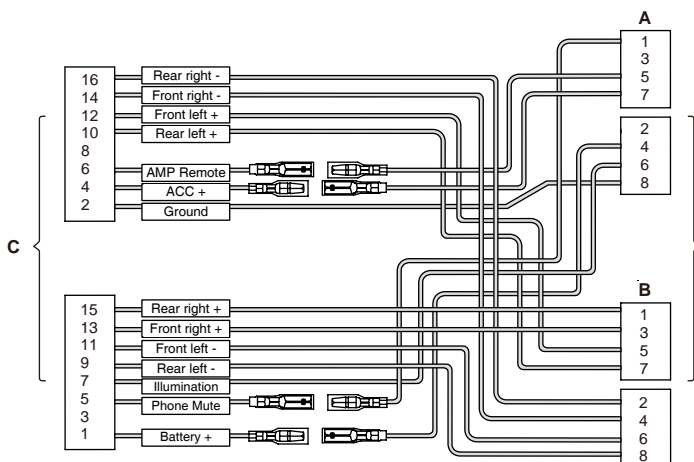 A
1
3
5
7
2
4
6
8
16 Rear right -
14 Front right -
12 Front left +
10 Rear left +
8
6 AMP Remote
4 ACC +
2 Ground
C
B
15 Rear right +
13 Front right +
11 Front left -
9 Rear left -
7 Illumination
5 Phone Mute
3
1 Battery +
1
3
5
7
2
4
6
8